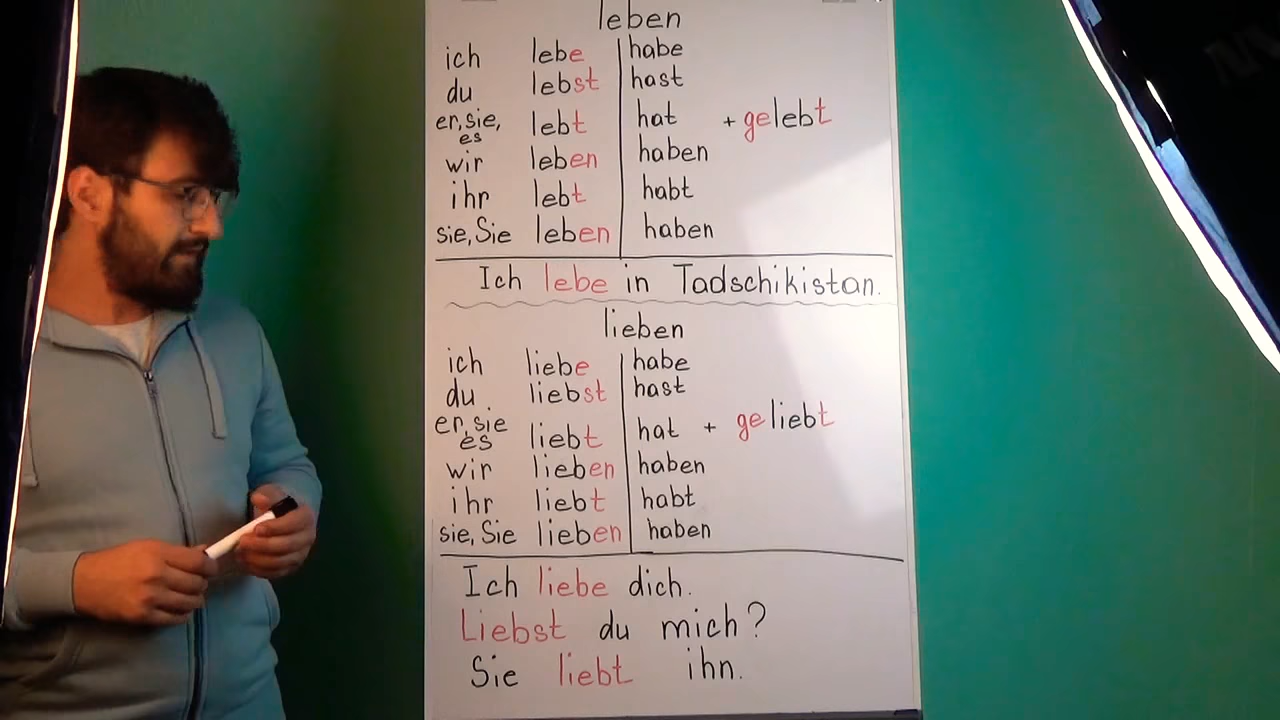 leben
ich lebe habe
du lebst hast
er, sie, es lebt hat + gelebt
wir leben haben
ihr lebt habt
sie, Sie leben haben
Ich lebe in Tadschikistan.
lieben
ich liebe habe
du liebst hast
er, sie es liebt hat + geliebt
wir lieben haben
ihr liebt habt
sie, Sie lieben haben
Ich liebe dich.
Liebst du mich?
Sie liebt ihn.